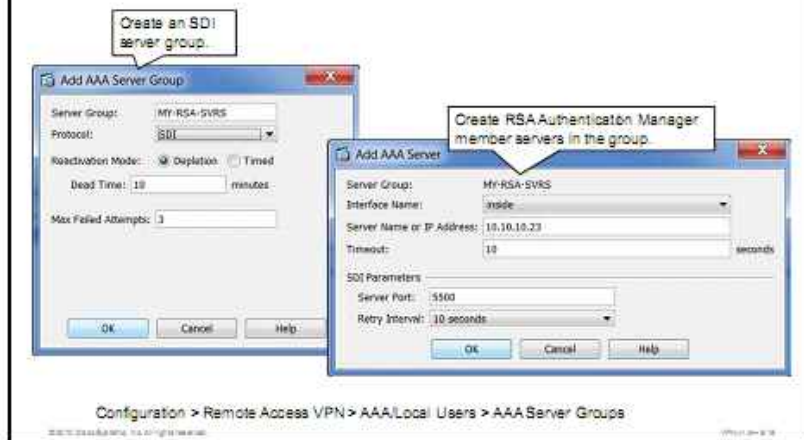 Create an SDI
server group.
Add AAA Server Group
Server Group: MY-RSA-SVRS
Protocol: SDI
Reactivation Mode: Depletion Timed
Dead Time: 10 minutes
Max Failed Attempts: 3
OK Cancel Help
Create RSA Authentication Manager
member servers in the group.
Add AAA Server
Server Group: MY-RSA-SVRS
Interface Name: inside
Server Name or IP Address: 10.10.10.23
Timeout: 10 seconds
SDI Parameters
Server Port: 5500
Retry Interval: 10 seconds
OK Cancel Help
Configuration > Remote Access VPN > AAA/Local Users > AAA Server Groups